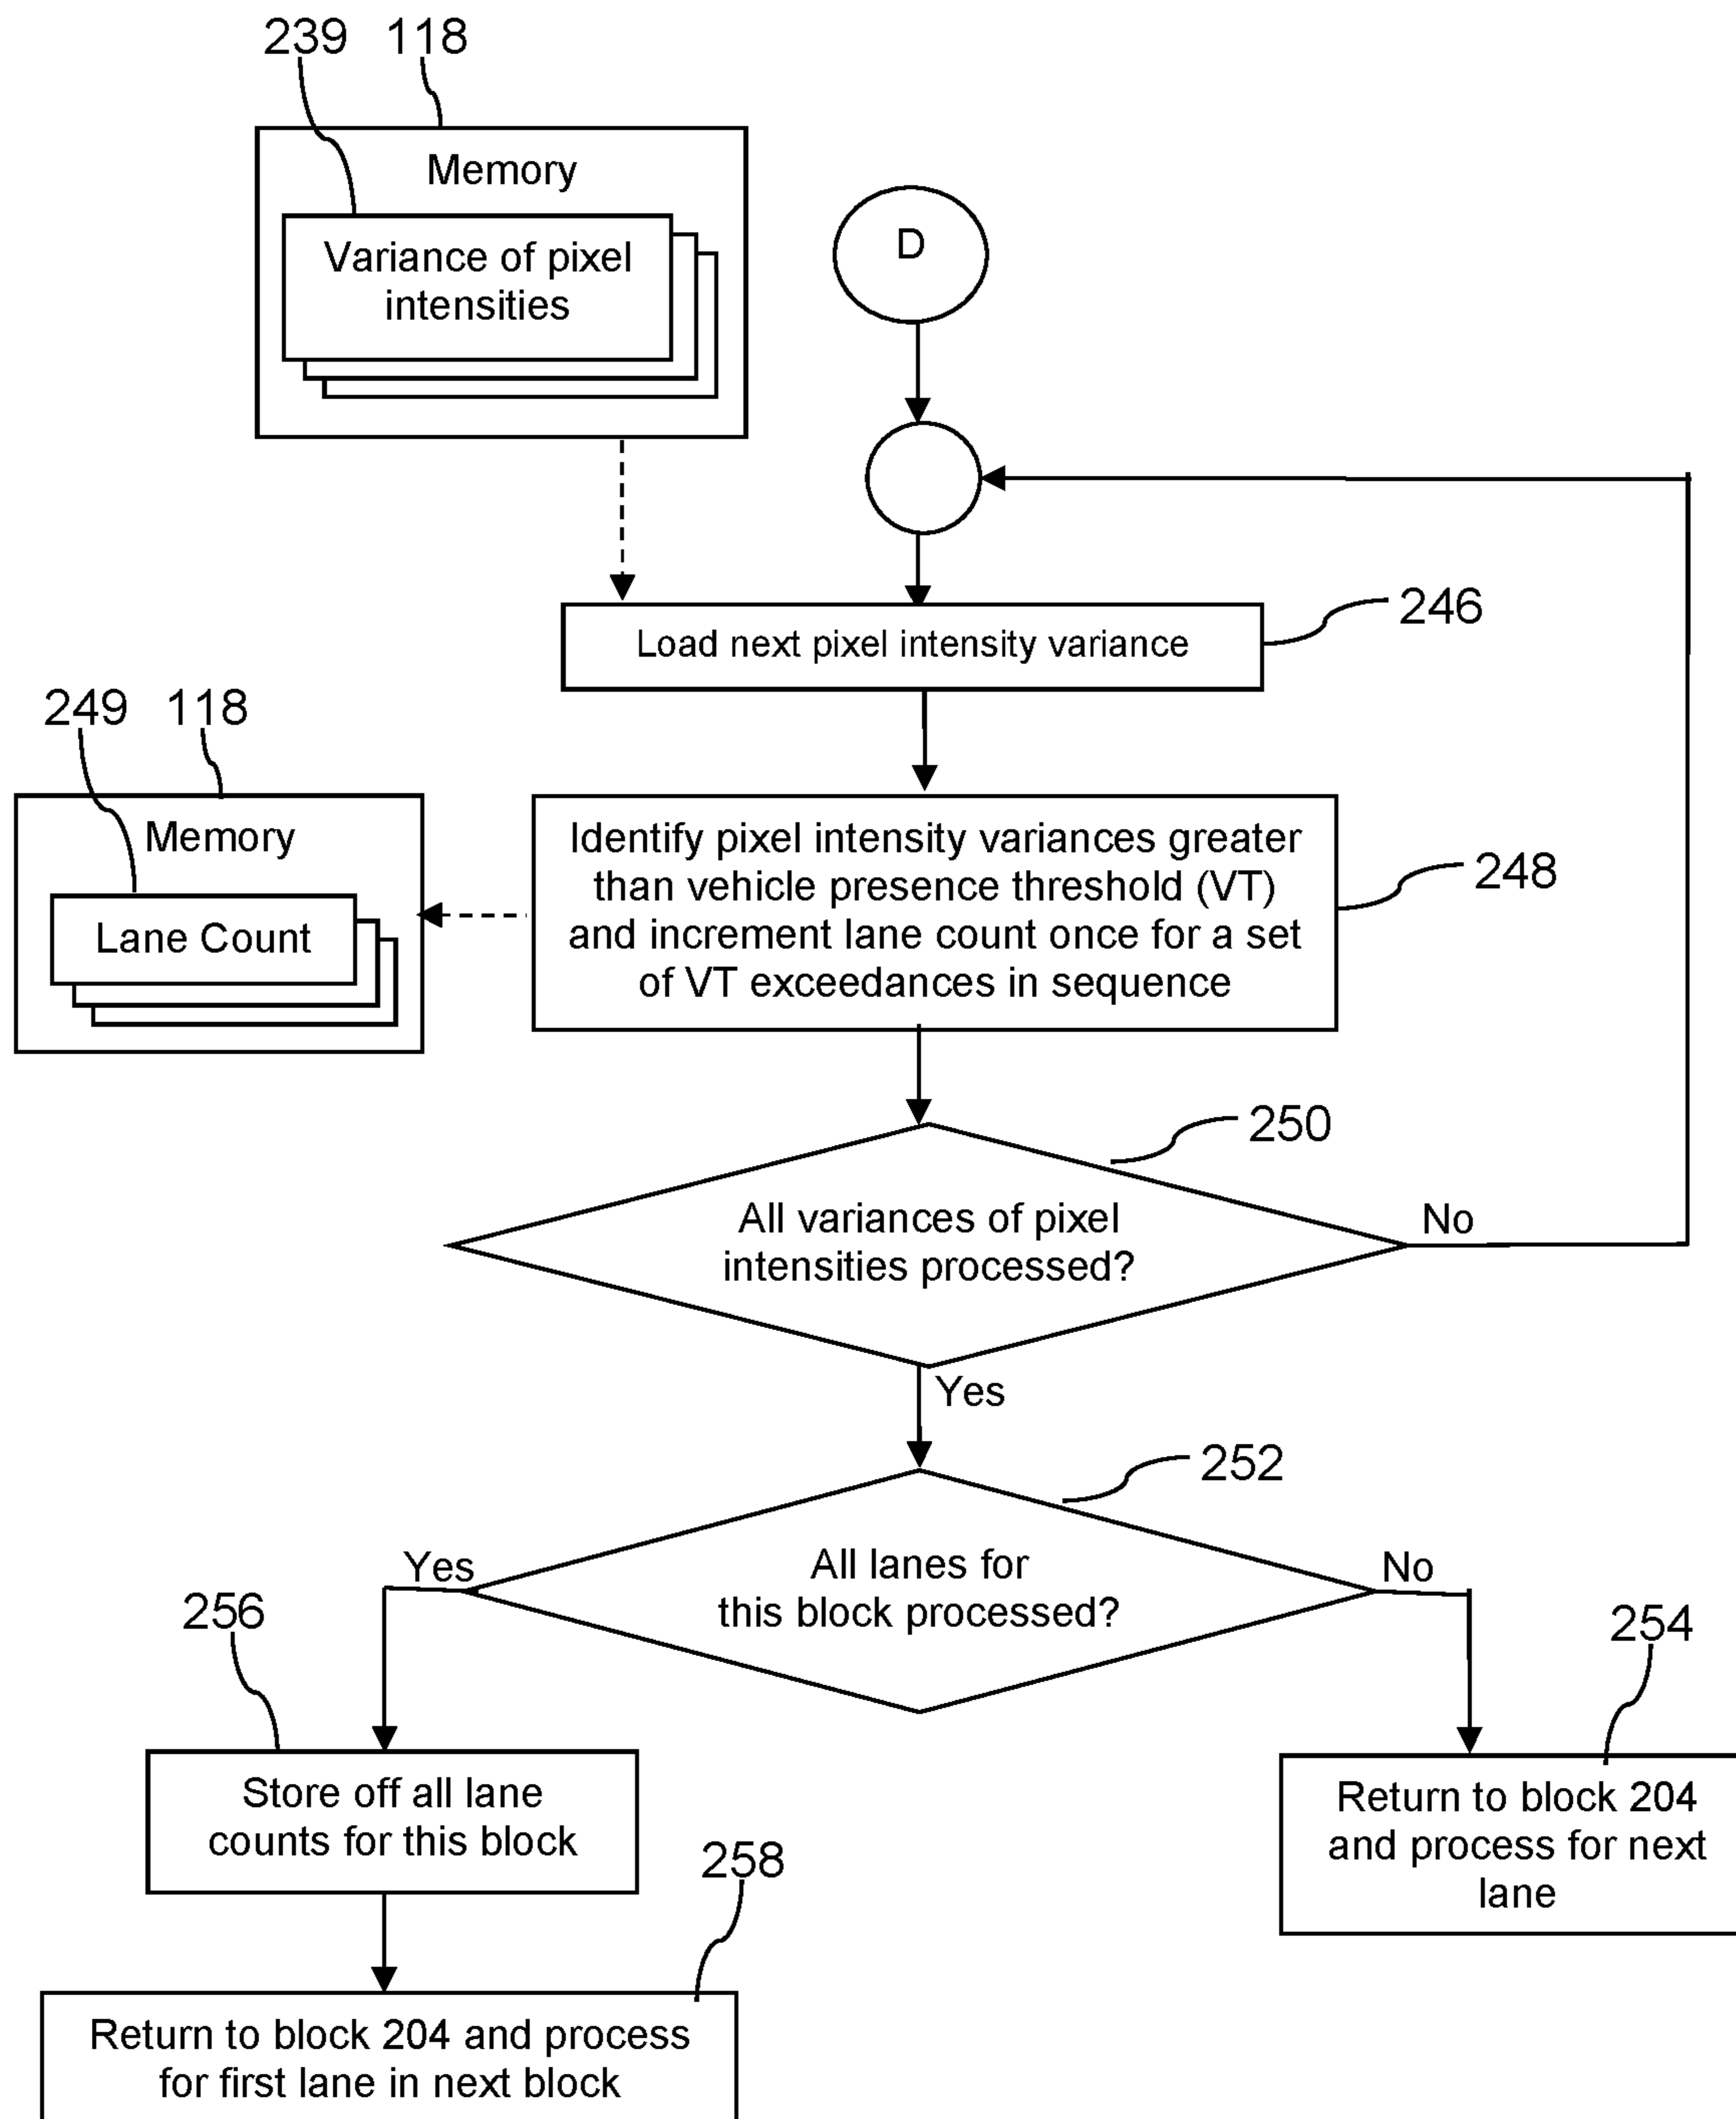 239 118
Memory
Variance of pixel
intensities
D
Load next pixel intensity variance
246
249 118
Memory
Lane Count
Identify pixel intensity variances greater
than vehicle presence threshold (VT)
and increment lane count once for a set
of VT exceedances in sequence
248
250
All variances of pixel
intensities processed?
No
Yes
252
All lanes for
this block processed?
Yes
No
256
254
Store off all lane
counts for this block
Return to block 204
and process for next
lane
258
Return to block 204 and process
for first lane in next block